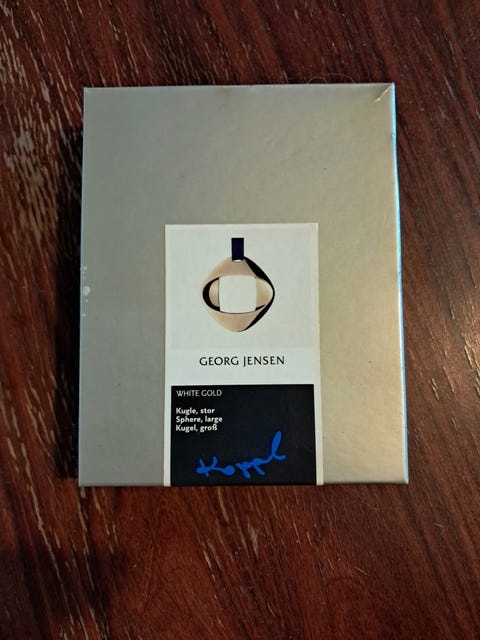 GEORG JENSEN
WHITE GOLD
Kugle, stor
Sphere, large
Kugel, groß
Koppel